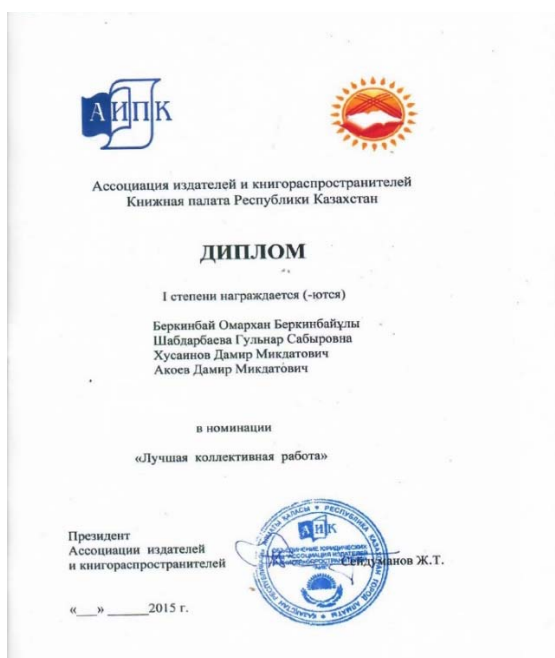 АИПК
Ассоциация издателей и книгораспространителей
Книжная палата Республики Казахстан
ДИПЛОМ
I степени награждается (-ются)
Беркинбай Омархан Беркинбайұлы
Шабдарбаева Гульнар Сабыровна
Хусаинов Дамир Микдатович
Акоев Дамир Микдатович
в номинации
«Лучшая коллективная работа»
Президент
Ассоциации издателей
и книгораспространителей
Сейдуманов Ж.Т.
«___» ______2015 г.